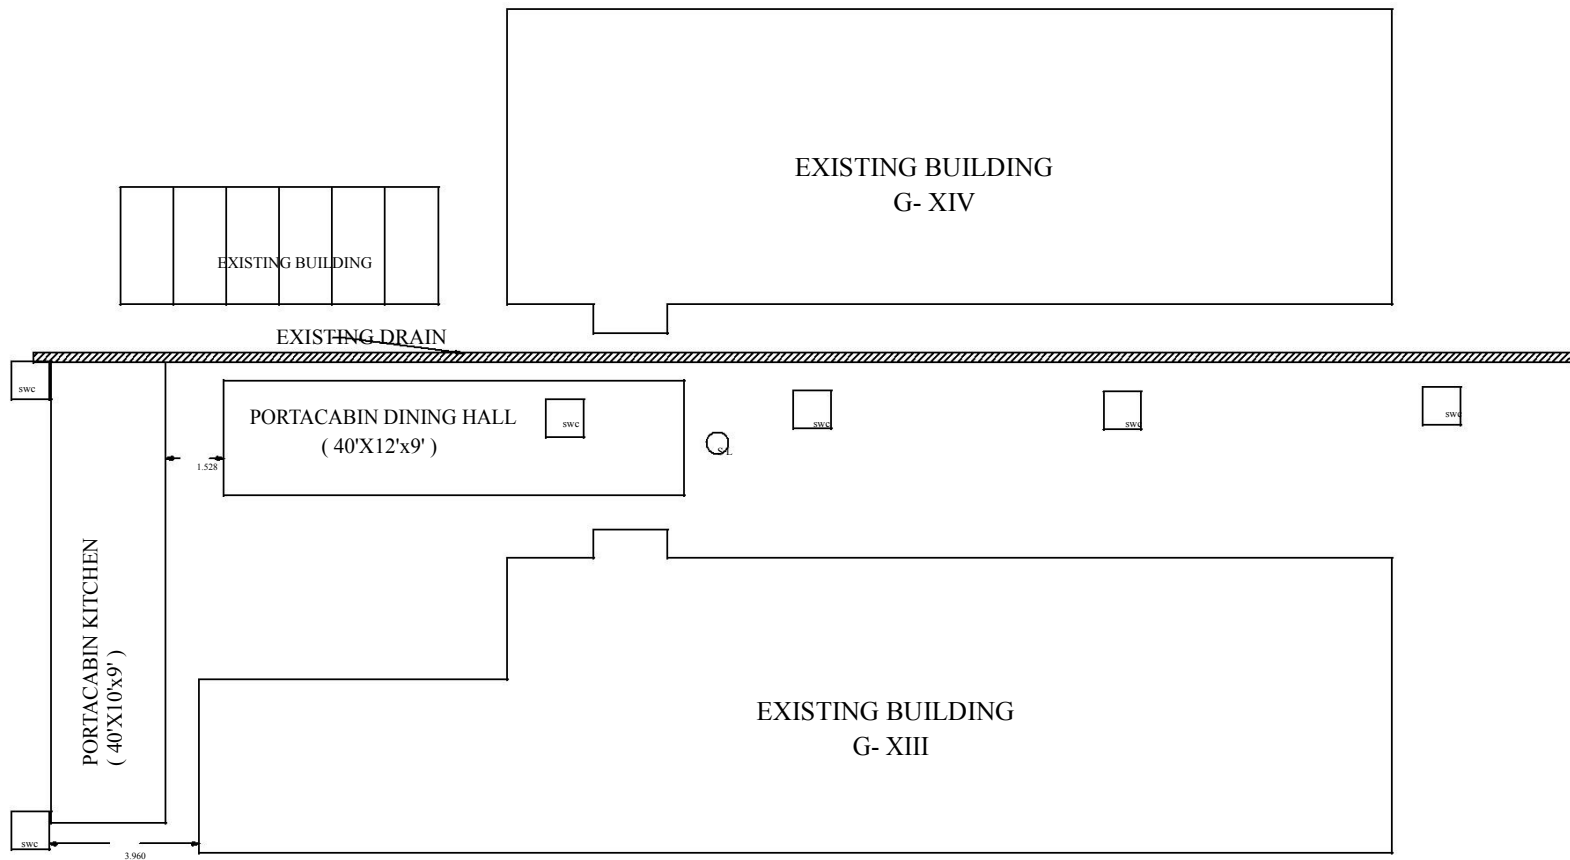 EXISTING BUILDING
G- XIV
EXISTING BUILDING
EXISTING DRAIN
swc
PORTACABIN DINING HALL
( 40'X12'x9' )
swc
swc
swc
swc
S/L
1.528
PORTACABIN KITCHEN
( 40'X10'x9' )
EXISTING BUILDING
G- XIII
swc
3.960